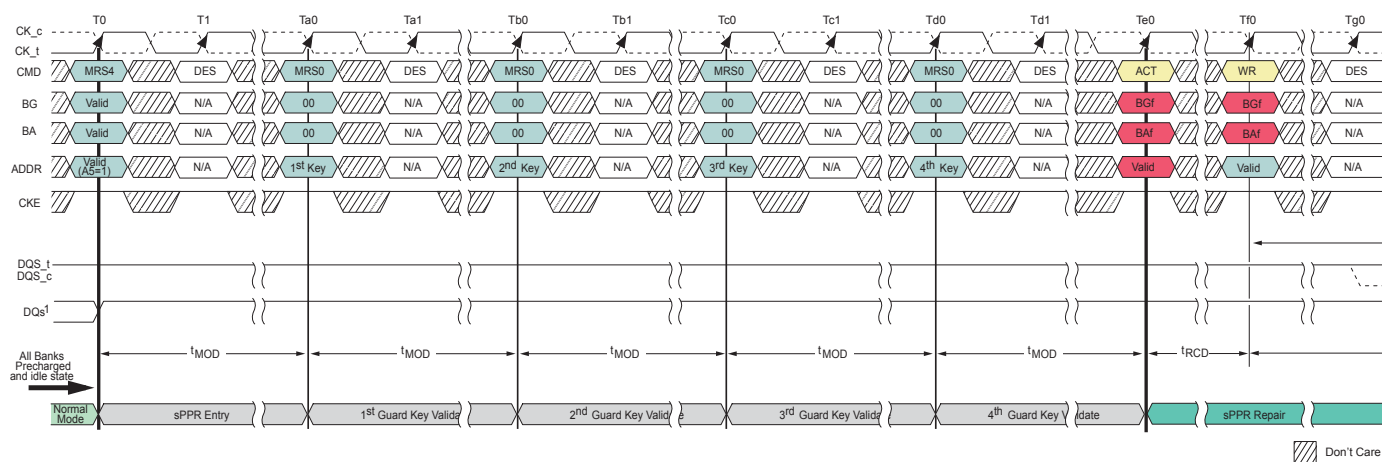 T0 T1 Ta0 Ta1 Tb0 Tb1 Tc0 Tc1 Td0 Td1 Te0 Tf0 Tg0
CK_c
CK_t
CMD MRS4 DES MRS0 DES MRS0 DES MRS0 DES MRS0 DES ACT WR DES
BG Valid N/A 00 N/A 00 N/A 00 N/A 00 N/A BGf BGf N/A
BA Valid N/A 00 N/A 00 N/A 00 N/A 00 N/A BAf BAf N/A
ADDR Valid (A5=1) N/A 1st Key N/A 2nd Key N/A 3rd Key N/A 4th Key N/A Valid Valid N/A
CKE
DQS_t
DQS_c
DQs1
All Banks
Precharged
and idle state
tMOD tMOD tMOD tMOD tMOD tRCD
Normal Mode sPPR Entry 1st Guard Key Valida 2nd Guard Key Valida e 3rd Guard Key Valida 4th Guard Key V date sPPR Repair
Don't Care